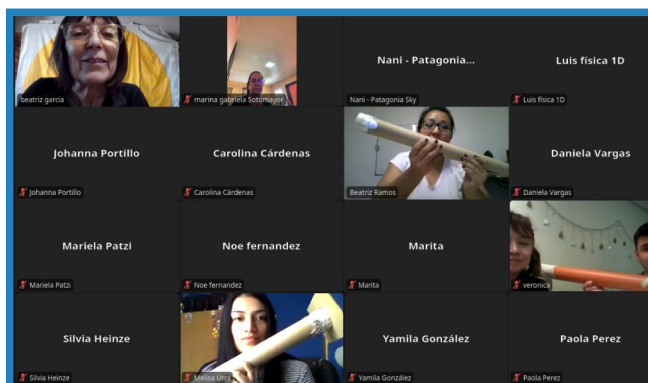 beatriz garcia
marina gabriela Sotomayor
Nani - Patagonia...
Nani - Patagonia Sky
Luis física 1D
Luis física 1D
Johanna Portillo
Johanna Portillo
Carolina Cárdenas
Carolina Cárdenas
Beatriz Ramos
Daniela Vargas
Daniela Vargas
Mariela Patzi
Mariela Patzi
Noe fernandez
Noe fernandez
Marita
Marita
veronica
Silvia Heinze
Silvia Heinze
Melisa Urra
Yamila González
Yamila González
Paola Perez
Paola Perez